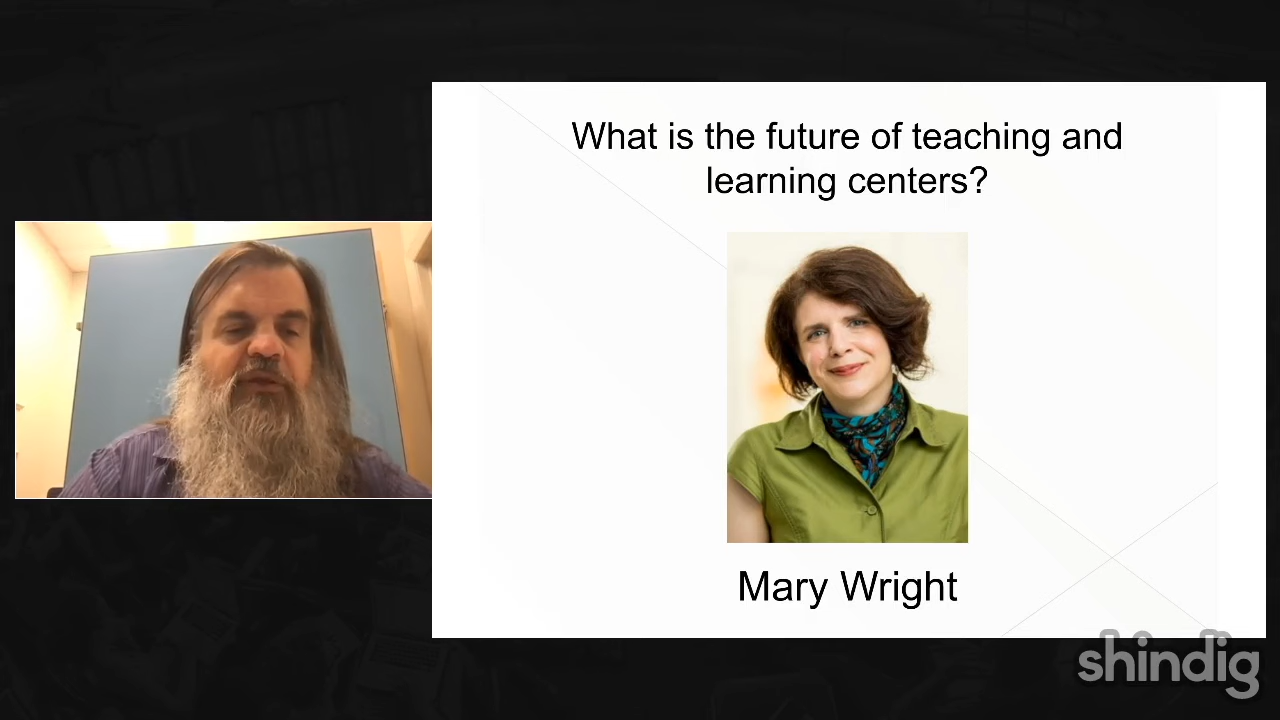 What is the future of teaching and
learning centers?
Mary Wright
shindig